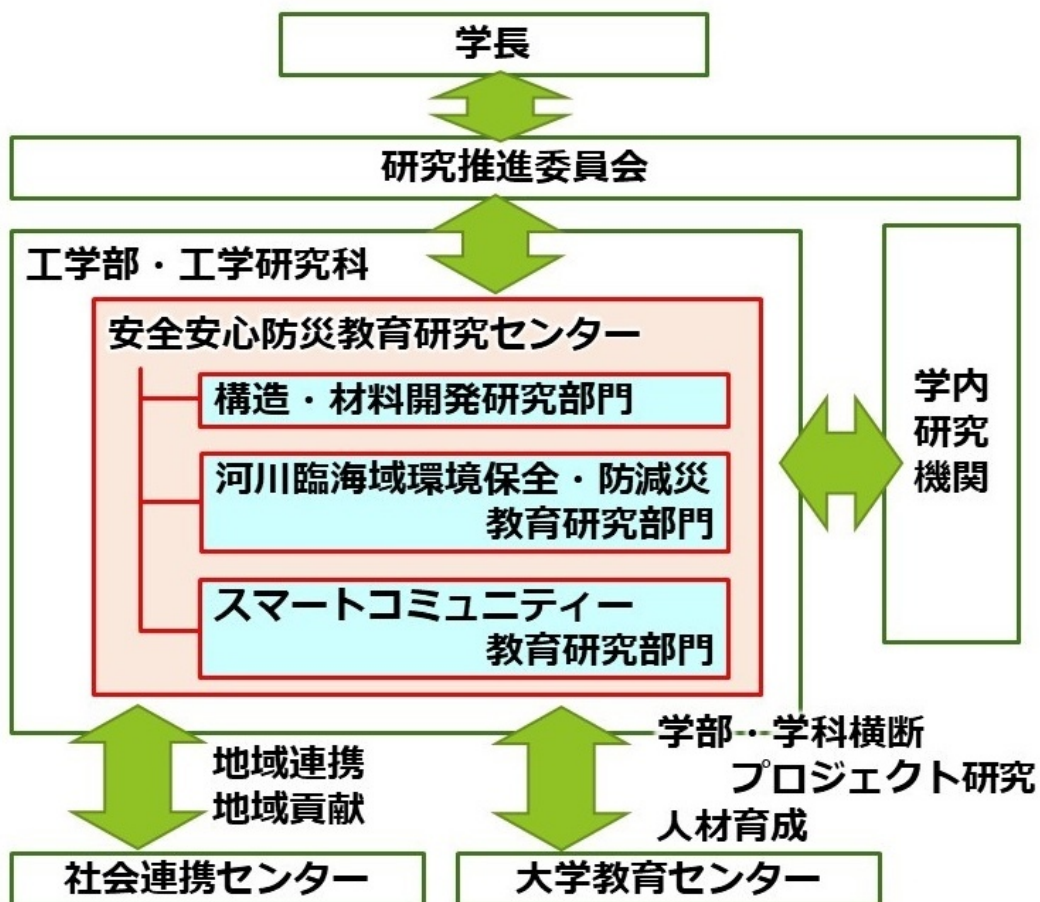 学長
研究推進委員会
工学部・工学研究科
安全安心防災教育研究センター
構造・材料開発研究部門
河川臨海域環境保全・防減災
教育研究部門
スマートコミュニティー
教育研究部門
学内
研究
機関
地域連携
地域貢献
学部・学科横断
プロジェクト研究
人材育成
社会連携センター
大学教育センター